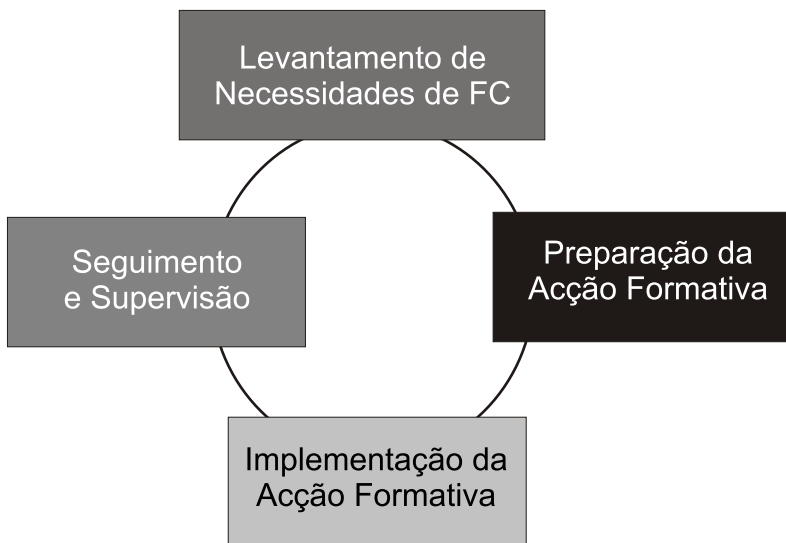 Levantamento de
Necessidades de FC
Preparação da
Acção Formativa
Implementação da
Acção Formativa
Seguimento
e Supervisão